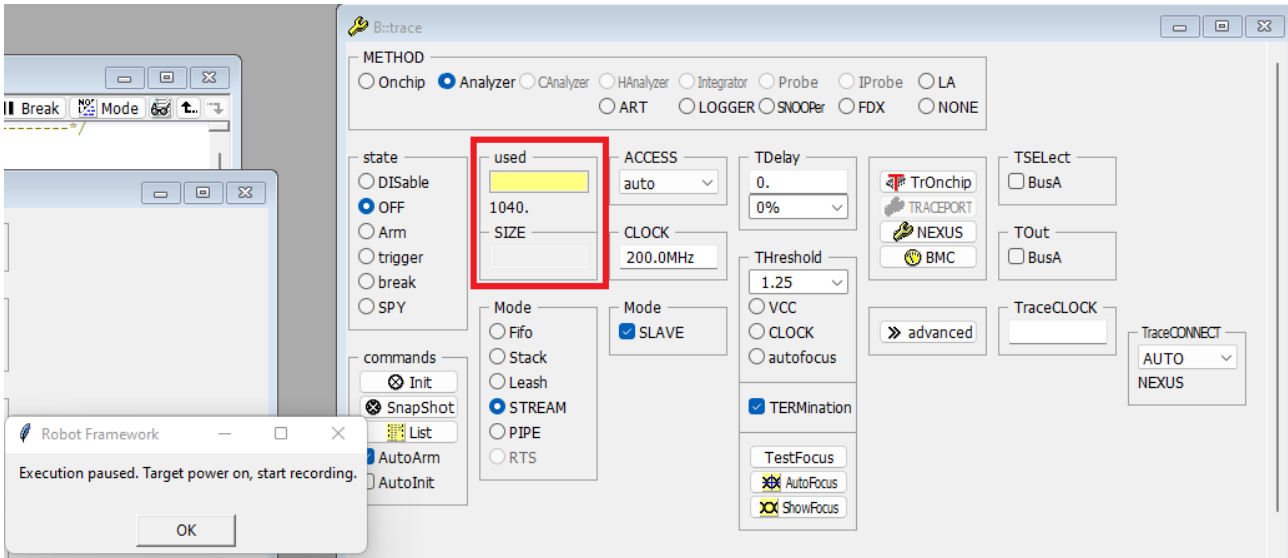 B::trace
METHOD
Onchip Analyzer CAnalyzer HAnalyzer Integrator Probe IProbe LA
ART LOGGER SNOOPer FDX NONE
Break Mode
----------*/
state
DISable
OFF
Arm
trigger
break
SPY
used
1040.
SIZE
ACCESS
auto
CLOCK
200.0MHz
TDelay
0.
0%
THreshold
1.25
VCC
CLOCK
autofocus
TERMination
TestFocus
AutoFocus
ShowFocus
TrOnchip
TRACEPORT
NEXUS
BMC
advanced
TSELect
BusA
TOut
BusA
TraceCLOCK
TraceCONNECT
AUTO
NEXUS
Mode
Fifo
Stack
Leash
STREAM
PIPE
RTS
Mode
SLAVE
commands
Init
SnapShot
List
AutoArm
AutoInit
Robot Framework
Execution paused. Target power on, start recording.
OK